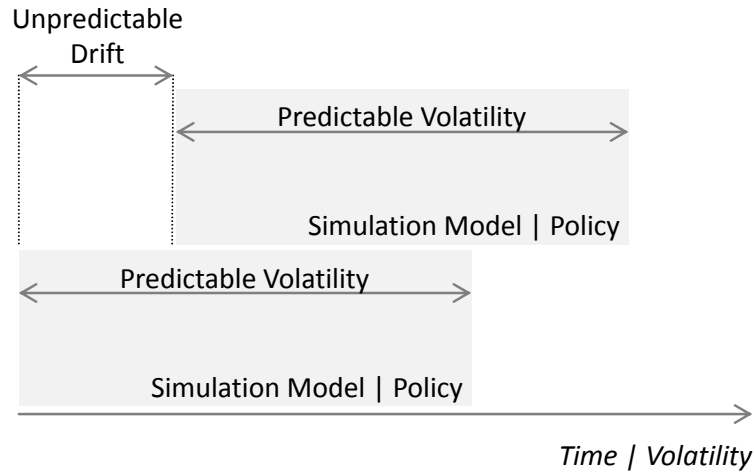 Unpredictable
Drift
Predictable Volatility
Simulation Model | Policy
Predictable Volatility
Simulation Model | Policy
Time | Volatility